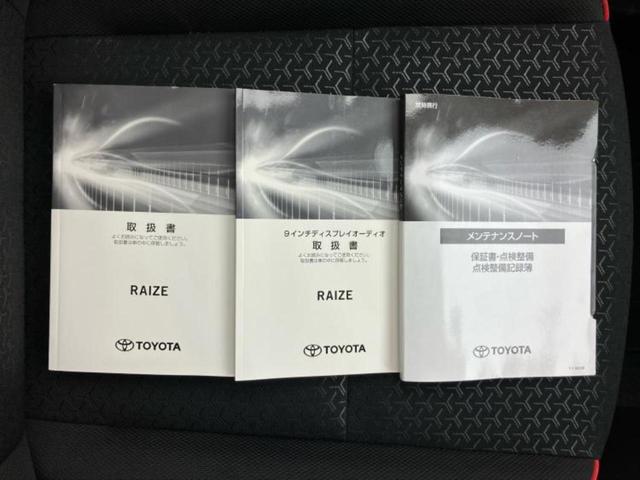 取扱書
よくお読みになってご使用ください。
取扱書は車の中に保管しましょう。
RAIZE
TOYOTA
9インチディスプレイオーディオ
取扱書
よくお読みになってご使用ください。
取扱書は車の中に保管しましょう。
RAIZE
TOYOTA
メンテナンスノート
保証書・点検整備
点検整備記録簿
TOYOTA